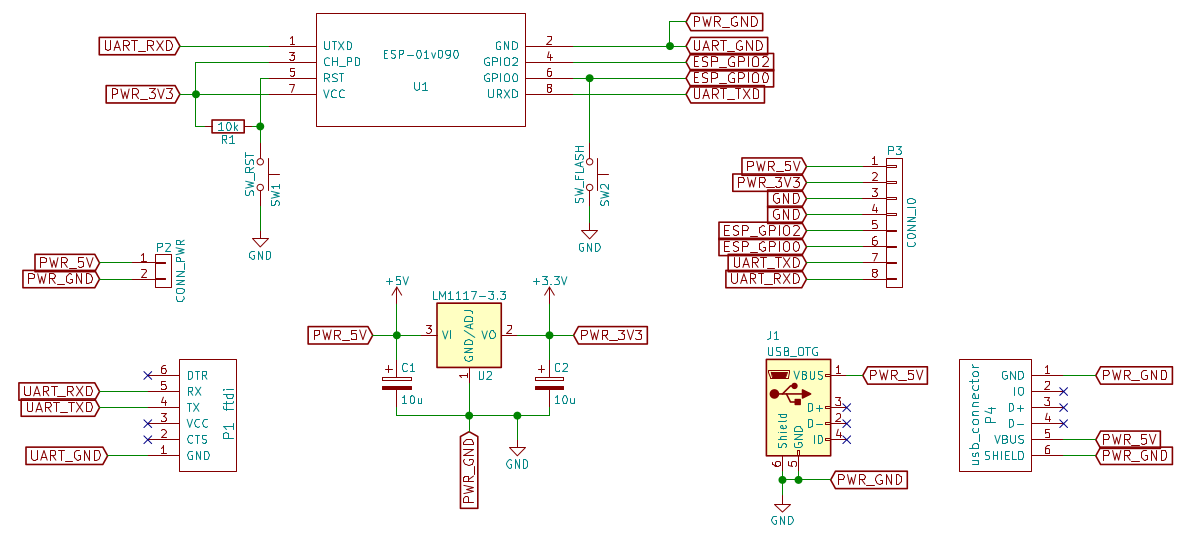 PWR_GND
UART_RXD 1 UTXD ESP-01v090 GND 2 UART_GND
3 CH_PD GPIO2 4 ESP_GPIO2
5 RST GPIO0 6 ESP_GPIO0
PWR_3V3 7 VCC U1 URXD 8 UART_TXD
10k
R1
SW_RST SW1
GND
SW_FLASH SW2
GND
P3
PWR_5V 1
PWR_3V3 2
GND 3
GND 4
ESP_GPIO2 5
ESP_GPIO0 6
UART_TXD 7
UART_RXD 8
CONN_IO
P2
PWR_5V 1
PWR_GND 2
CONN_PWR
+5V +3.3V
LM1117-3.3
PWR_5V 3 VI GND/ADJ VO 2 PWR_3V3
1 U2
+ C1
10u
+ C2
10u
PWR_GND
GND
6 DTR
UART_RXD 5 RX
UART_TXD 4 TX
3 VCC
2 CTS
UART_GND 1 GND
P1 ftdi
J1
USB_OTG
VBUS 1 PWR_5V
D+ 3
D- 2
ID 4
Shield GND
6 5
PWR_GND
GND
usb_connector
P4
GND 1 PWR_GND
IO 2
D+ 3
D- 4
VBUS 5 PWR_5V
SHIELD 6 PWR_GND